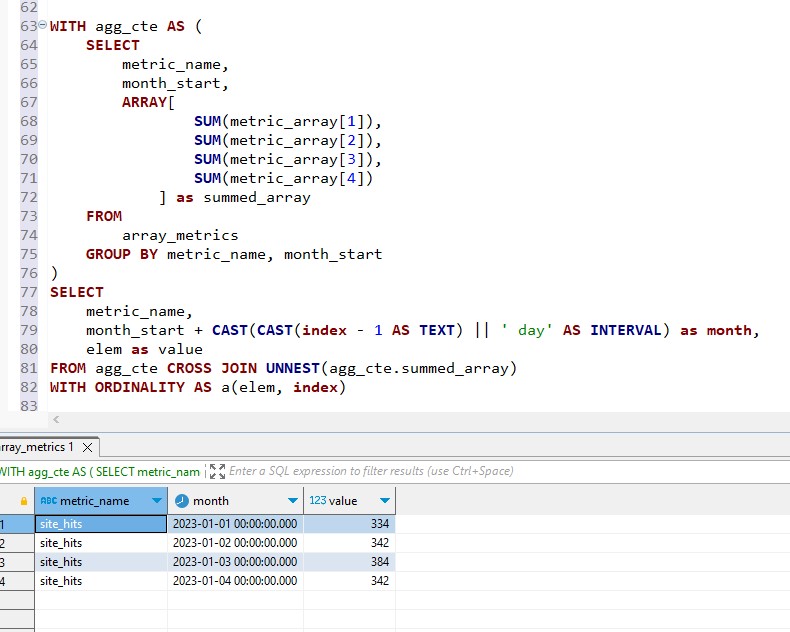 62
63 WITH agg_cte AS (
64 SELECT
65 metric_name,
66 month_start,
67 ARRAY[
68 SUM(metric_array[1]),
69 SUM(metric_array[2]),
70 SUM(metric_array[3]),
71 SUM(metric_array[4])
72 ] as summed_array
73 FROM
74 array_metrics
75 GROUP BY metric_name, month_start
76 )
77 SELECT
78 metric_name,
79 month_start + CAST(CAST(index - 1 AS TEXT) || ' day' AS INTERVAL) as month,
80 elem as value
81 FROM agg_cte CROSS JOIN UNNEST(agg_cte.summed_array)
82 WITH ORDINALITY AS a(elem, index)
83
rray_metrics 1
WITH agg_cte AS ( SELECT metric_nam Enter a SQL expression to filter results (use Ctrl+Space)
ABC metric_name month 123 value
1 site_hits 2023-01-01 00:00:00.000 334
2 site_hits 2023-01-02 00:00:00.000 342
3 site_hits 2023-01-03 00:00:00.000 384
4 site_hits 2023-01-04 00:00:00.000 342